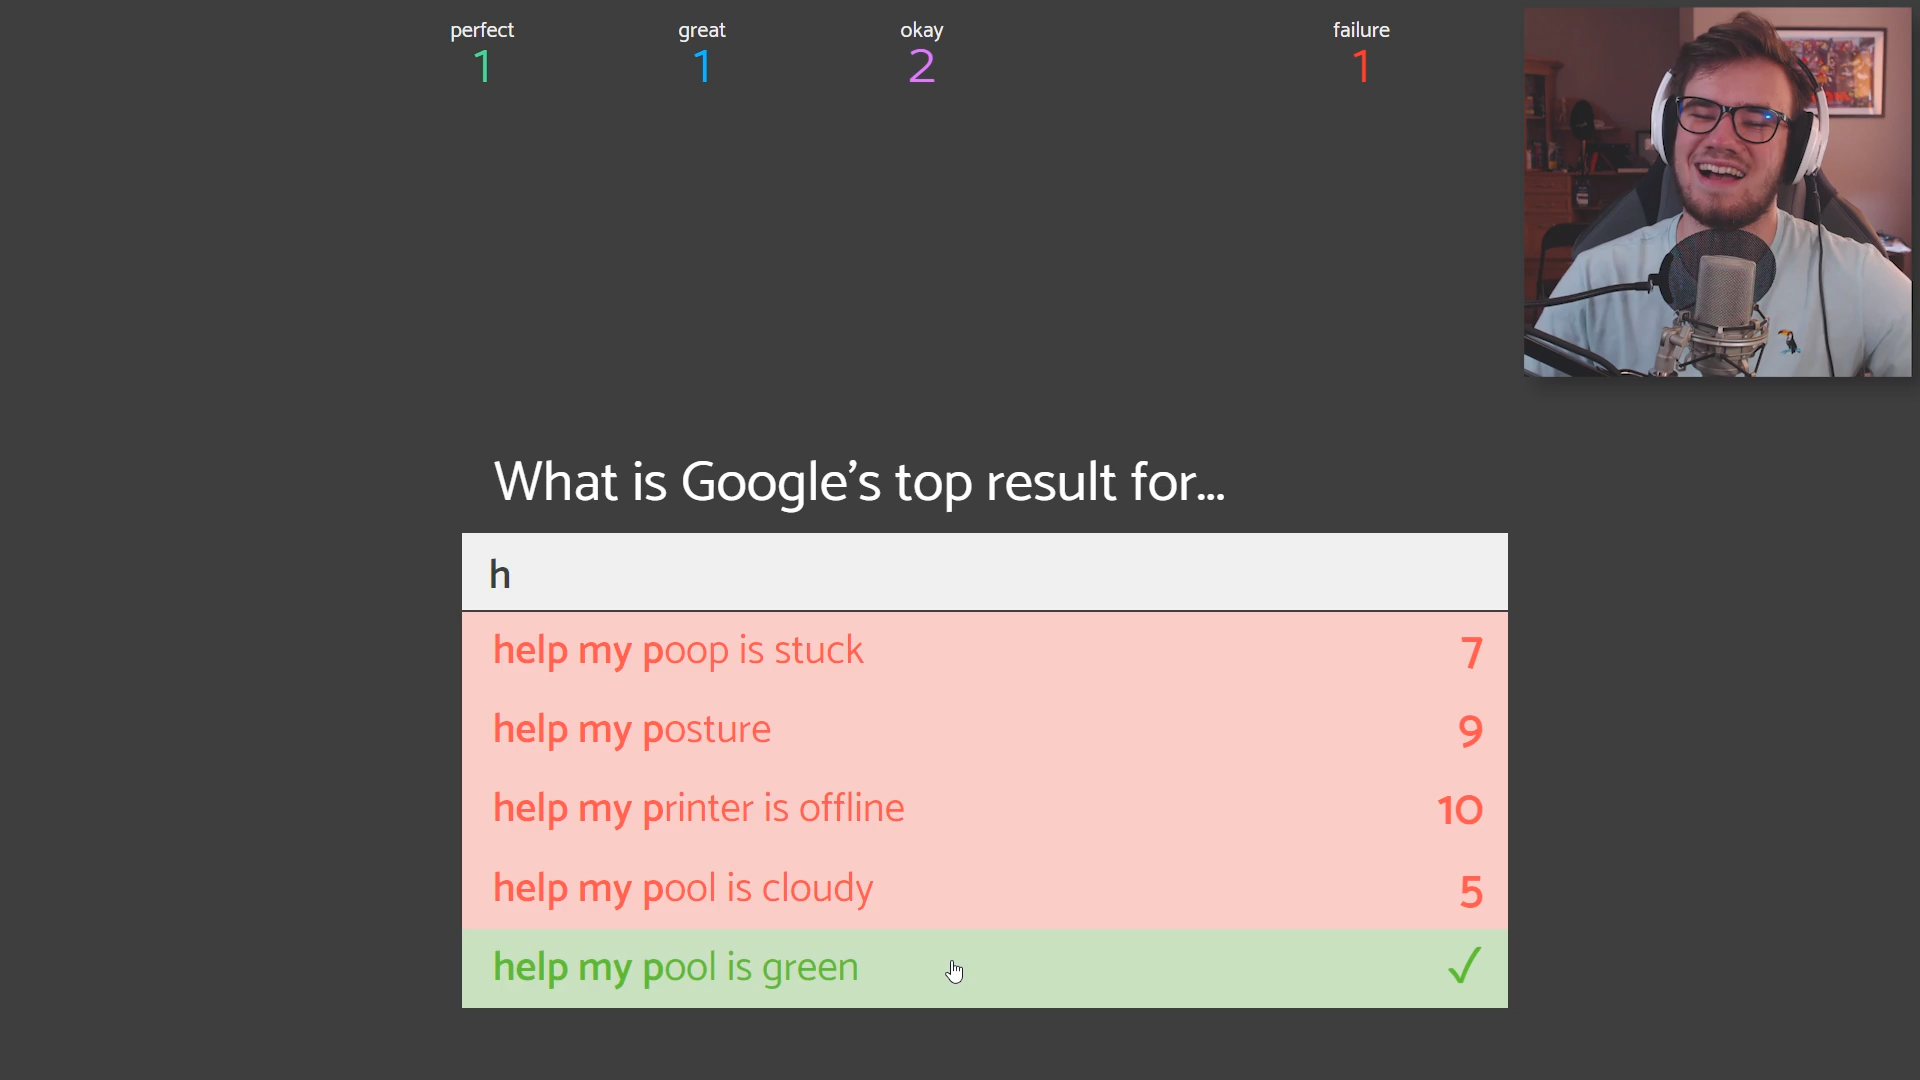 perfect
1
great
1
okay
2
failure
1
What is Google's top result for...
h
help my poop is stuck 7
help my posture 9
help my printer is offline 10
help my pool is cloudy 5
help my pool is green ✓